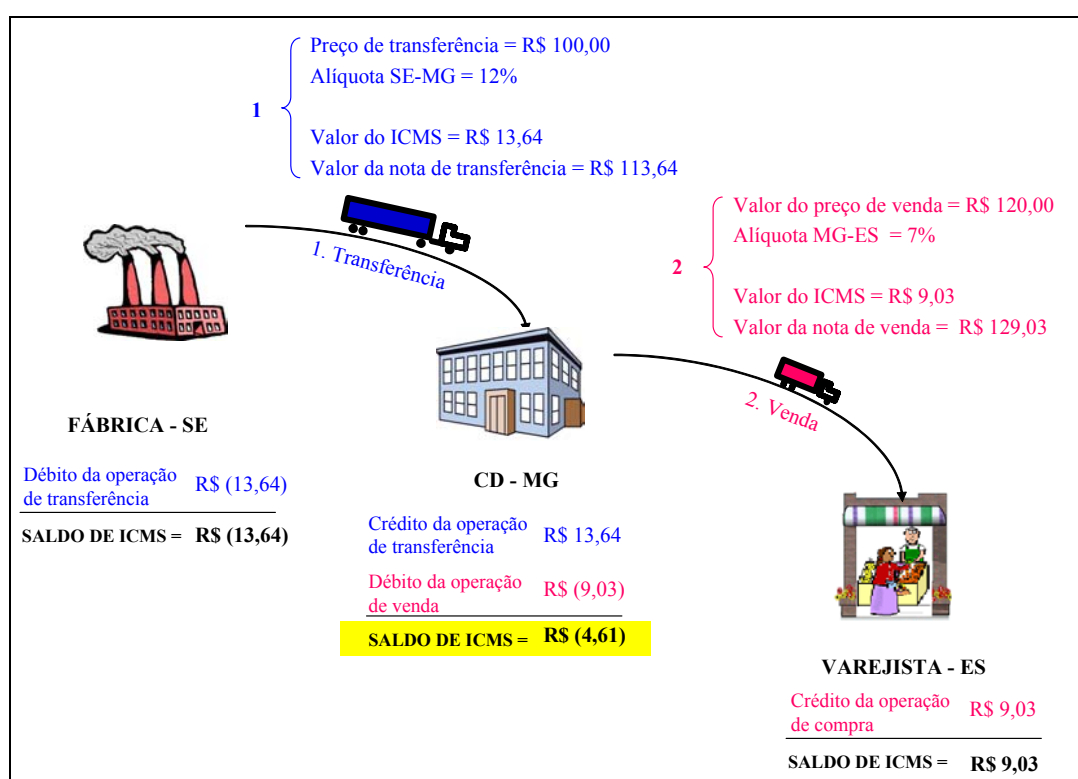 Preço de transferência = R$ 100,00
Alíquota SE-MG = 12%
1
Valor do ICMS = R$ 13,64
Valor da nota de transferência = R$ 113,64
1. Transferência
Valor do preço de venda = R$ 120,00
Alíquota MG-ES = 7%
2
Valor do ICMS = R$ 9,03
Valor da nota de venda = R$ 129,03
2. Venda
FÁBRICA - SE
Débito da operação
de transferência R$ (13,64)
SALDO DE ICMS = R$ (13,64)
CD - MG
Crédito da operação
de transferência R$ 13,64
Débito da operação
de venda R$ (9,03)
SALDO DE ICMS = R$ (4,61)
VAREJISTA - ES
Crédito da operação
de compra R$ 9,03
SALDO DE ICMS = R$ 9,03